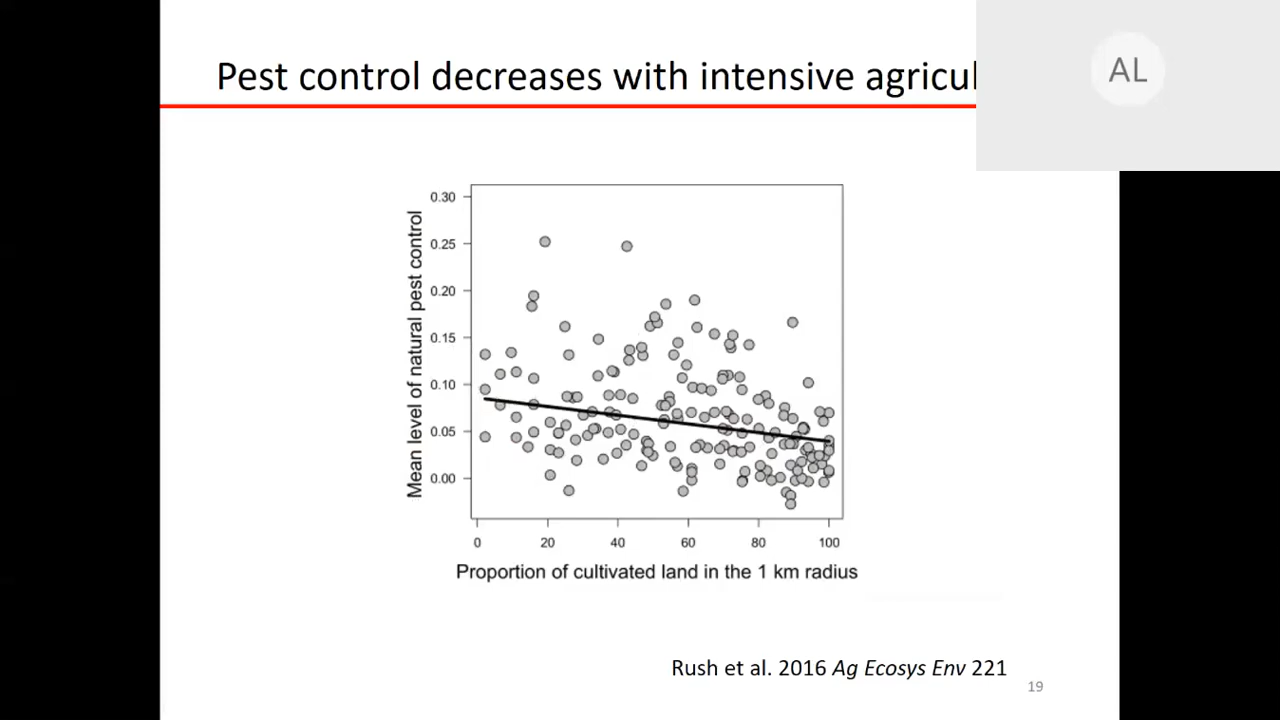 Pest control decreases with intensive agricul
AL
Mean level of natural pest control
0.30
0.25
0.20
0.15
0.10
0.05
0.00
0 20 40 60 80 100
Proportion of cultivated land in the 1 km radius
Rush et al. 2016 Ag Ecosys Env 221
19